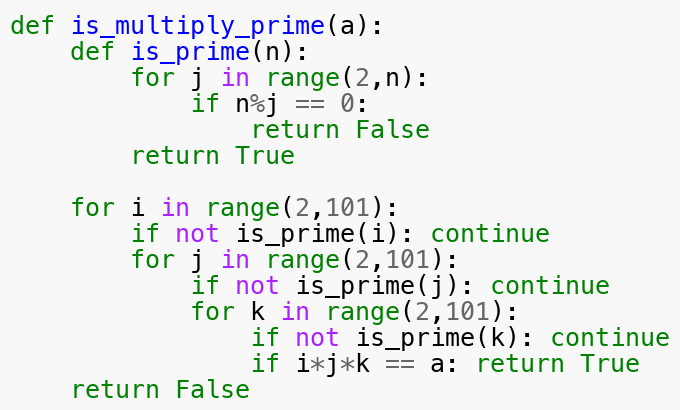 def is_multiply_prime(a):
    def is_prime(n):
        for j in range(2,n):
            if n%j == 0:
                return False
        return True

    for i in range(2,101):
        if not is_prime(i): continue
        for j in range(2,101):
            if not is_prime(j): continue
            for k in range(2,101):
                if not is_prime(k): continue
                if i*j*k == a: return True
    return False